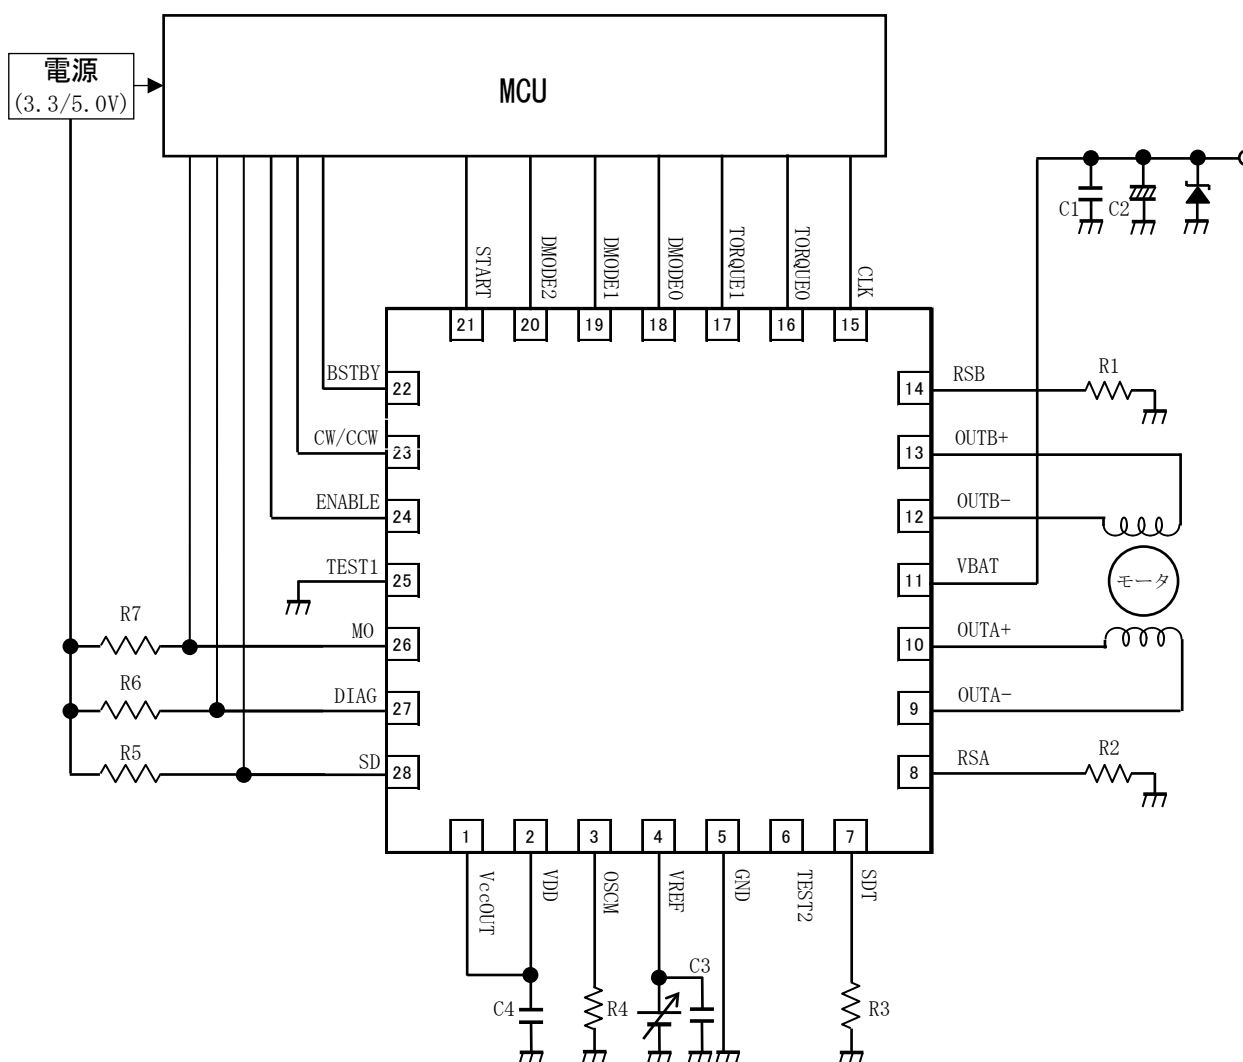 電源
(3.3/5.0V)
MCU
C1
C2
START
DMODE2
DMODE1
DMODE0
TORQUE1
TORQUE0
CLK
21
20
19
18
17
16
15
BSTBY
22
CW/CCW
23
ENABLE
24
TEST1
25
R7
MO
26
R6
DIAG
27
R5
SD
28
14
RSB
R1
13
OUTB+
12
OUTB-
11
VBAT
モータ
10
OUTA+
9
OUTA-
8
RSA
R2
1
2
3
4
5
6
7
VccOUT
VDD
OSCM
VREF
GND
TEST2
SDT
C4
R4
C3
R3